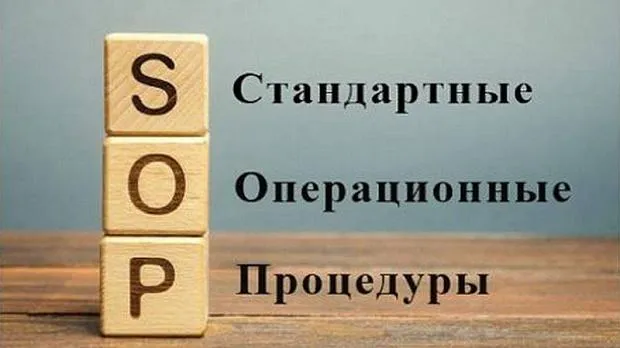 S Стандартные
O Операционные
P Процедуры